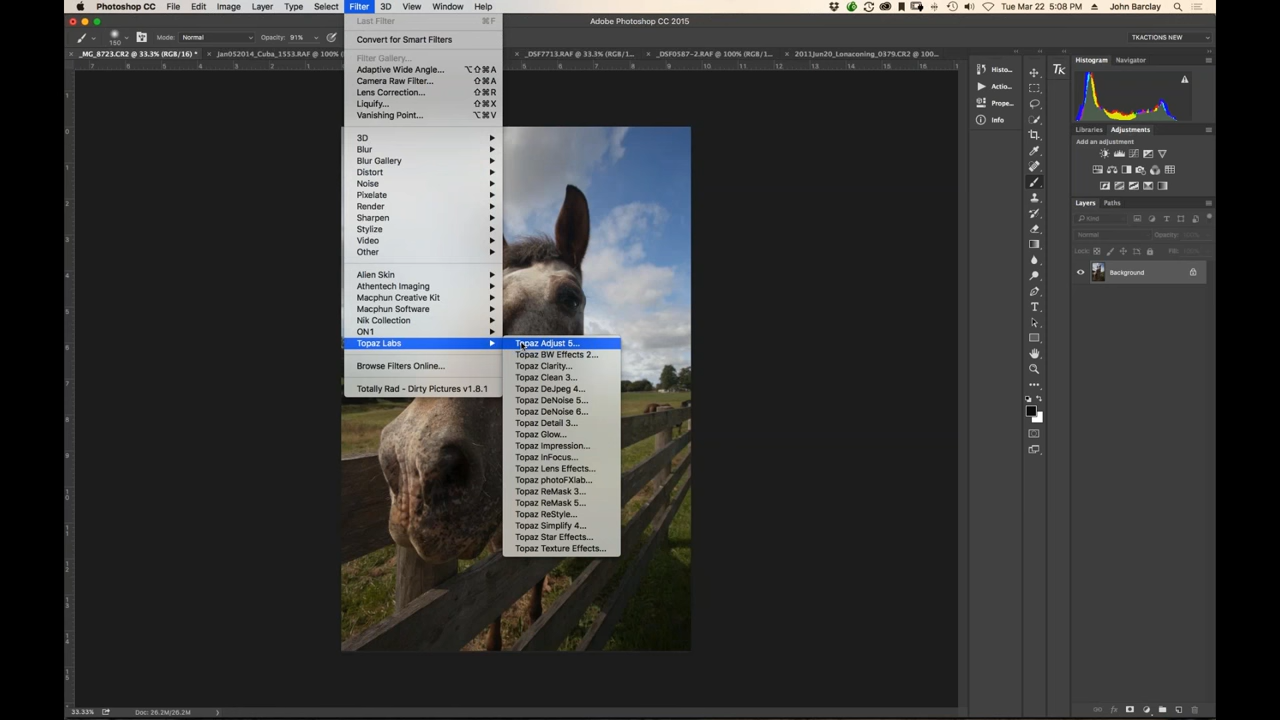 Photoshop CC File Edit Image Layer Type Select Filter 3D View Window Help Tue Mar 22 5:08 PM John Barclay
Adobe Photoshop CC 2015
150 Mode: Normal Opacity: 91% TKACTIONS NEW
_MG_8723.CR2 @ 33.3% (RGB/16) * Jan052014_Cuba_1553.RAF @ 100% _DSF7713.RAF @ 33.3% (RGB/1... _DSF0587-2.RAF @ 100% (RGB/1... 2011Jun20_Lonaconing_0379.CR2 @ 100...
Last Filter ⌘F
Convert for Smart Filters
Filter Gallery...
Adaptive Wide Angle... ⌥⇧⌘A
Camera Raw Filter... ⇧⌘A
Lens Correction... ⇧⌘R
Liquify... ⇧⌘X
Vanishing Point... ⌥⌘V
3D
Blur
Blur Gallery
Distort
Noise
Pixelate
Render
Sharpen
Stylize
Video
Other
Alien Skin
Athentech Imaging
Macphun Creative Kit
Macphun Software
Nik Collection
ON1
Topaz Labs
Browse Filters Online...
Totally Rad - Dirty Pictures v1.8.1
Topaz Adjust 5...
Topaz BW Effects 2...
Topaz Clarity...
Topaz Clean 3...
Topaz DeJpeg 4...
Topaz DeNoise 5...
Topaz DeNoise 6...
Topaz Detail 3...
Topaz Glow...
Topaz Impression...
Topaz InFocus...
Topaz Lens Effects...
Topaz photoFXlab...
Topaz ReMask 3...
Topaz ReMask 5...
Topaz ReStyle...
Topaz Simplify 4...
Topaz Star Effects...
Topaz Texture Effects...
Histo...
Actio...
Prope...
Info
TK
Histogram Navigator
Libraries Adjustments
Add an adjustment
Layers Paths
Kind
Normal Opacity:
Lock: Fill:
Background
33.33% Doc: 26.2M/26.2M